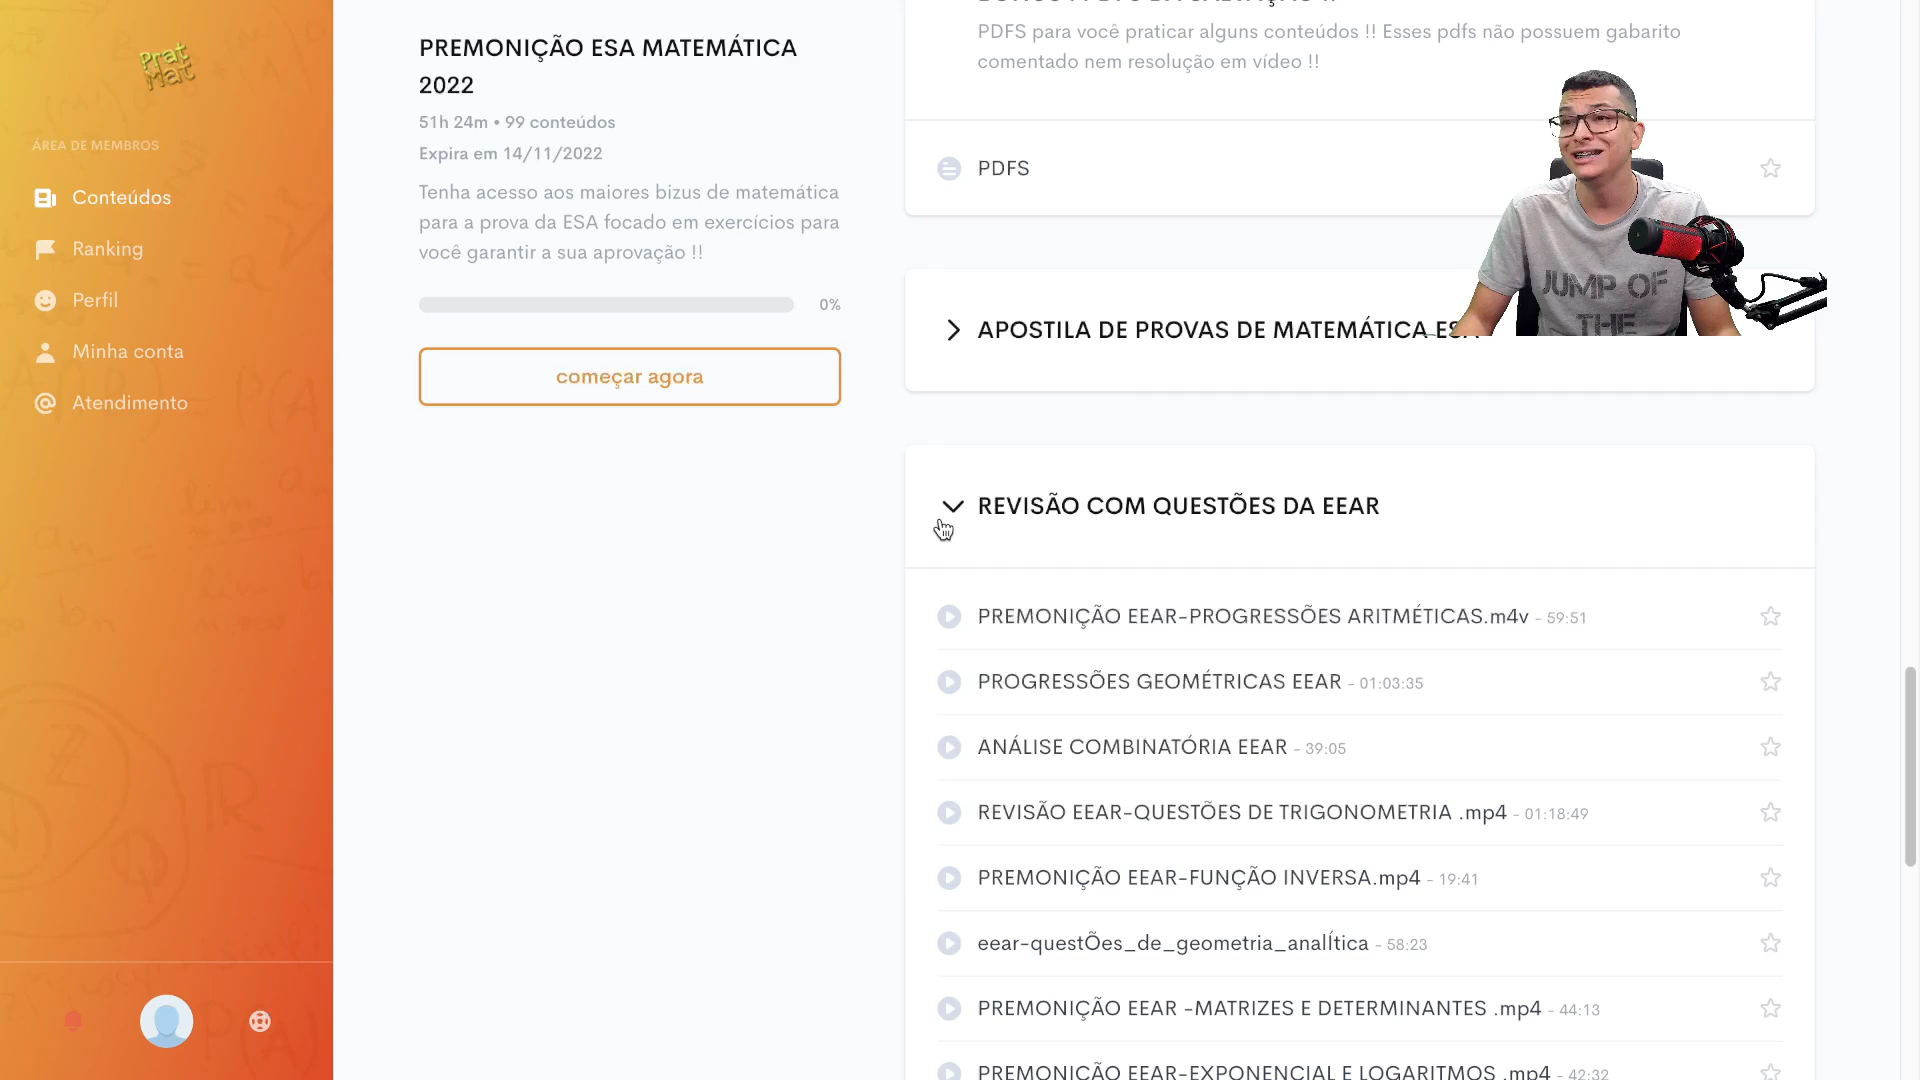 Prat
Mat
ÁREA DE MEMBROS
Conteúdos
Ranking
Perfil
Minha conta
Atendimento
PREMONIÇÃO ESA MATEMÁTICA
2022
51h 24m • 99 conteúdos
Expira em 14/11/2022
Tenha acesso aos maiores bizus de matemática
para a prova da ESA focado em exercícios para
você garantir a sua aprovação !!
0%
começar agora
PDFS para você praticar alguns conteúdos !! Esses pdfs não possuem gabarito
comentado nem resolução em vídeo !!
PDFS
APOSTILA DE PROVAS DE MATEMÁTICA ESA
JUMP OF
THE
REVISÃO COM QUESTÕES DA EEAR
PREMONIÇÃO EEAR-PROGRESSÕES ARITMÉTICAS.m4v - 59:51
PROGRESSÕES GEOMÉTRICAS EEAR - 01:03:35
ANÁLISE COMBINATÓRIA EEAR - 39:05
REVISÃO EEAR-QUESTÕES DE TRIGONOMETRIA .mp4 - 01:18:49
PREMONIÇÃO EEAR-FUNÇÃO INVERSA.mp4 - 19:41
eear-questÕes_de_geometria_analÍtica - 58:23
PREMONIÇÃO EEAR -MATRIZES E DETERMINANTES .mp4 - 44:13
PREMONIÇÃO EEAR-EXPONENCIAL E LOGARITMOS .mp4 - 42:32